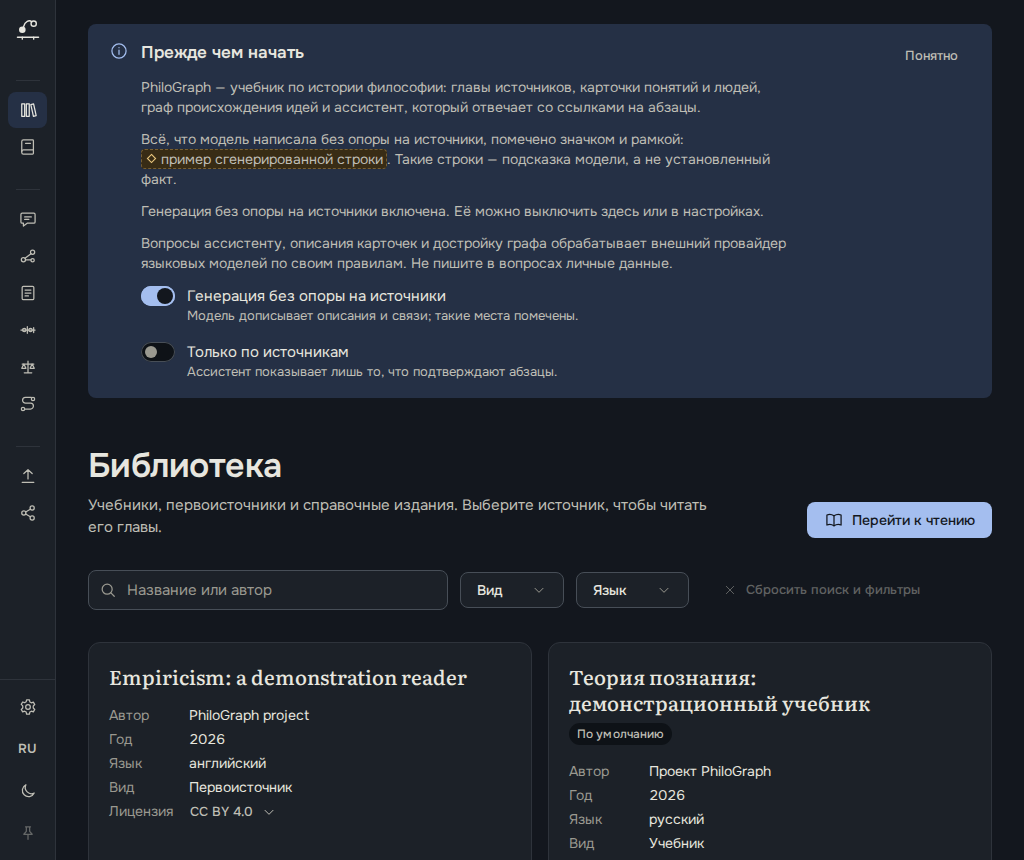 Прежде чем начать
Понятно
PhiloGraph — учебник по истории философии: главы источников, карточки понятий и людей,
граф происхождения идей и ассистент, который отвечает со ссылками на абзацы.
Всё, что модель написала без опоры на источники, помечено значком и рамкой:
пример сгенерированной строки. Такие строки — подсказка модели, а не установленный
факт.
Генерация без опоры на источники включена. Её можно выключить здесь или в настройках.
Вопросы ассистенту, описания карточек и достройку графа обрабатывает внешний провайдер
языковых моделей по своим правилам. Не пишите в вопросах личные данные.
Генерация без опоры на источники
Модель дописывает описания и связи; такие места помечены.
Только по источникам
Ассистент показывает лишь то, что подтверждают абзацы.
Библиотека
Учебники, первоисточники и справочные издания. Выберите источник, чтобы читать
его главы.
Перейти к чтению
Название или автор
Вид
Язык
Сбросить поиск и фильтры
Empiricism: a demonstration reader
Автор PhiloGraph project
Год 2026
Язык английский
Вид Первоисточник
Лицензия CC BY 4.0
Теория познания:
демонстрационный учебник
По умолчанию
Автор Проект PhiloGraph
Год 2026
Язык русский
Вид Учебник
RU